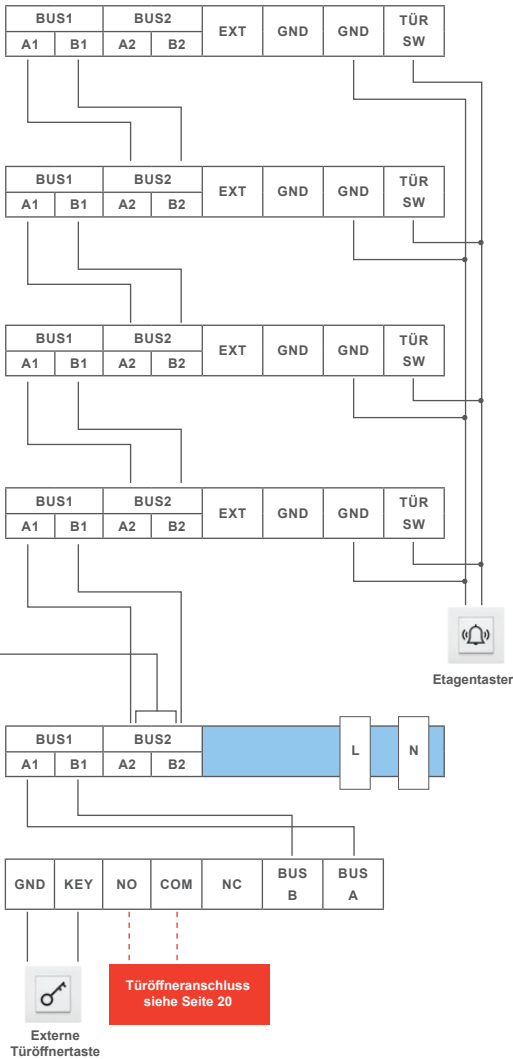 BUS1 BUS2 EXT GND GND TÜR SW
A1 B1 A2 B2
BUS1 BUS2 EXT GND GND TÜR SW
A1 B1 A2 B2
BUS1 BUS2 EXT GND GND TÜR SW
A1 B1 A2 B2
BUS1 BUS2 EXT GND GND TÜR SW
A1 B1 A2 B2
Etagentaster
BUS1 BUS2 L N
A1 B1 A2 B2
GND KEY NO COM NC BUS B BUS A
Türöffneranschluss
siehe Seite 20
Externe
Türöffnertaste